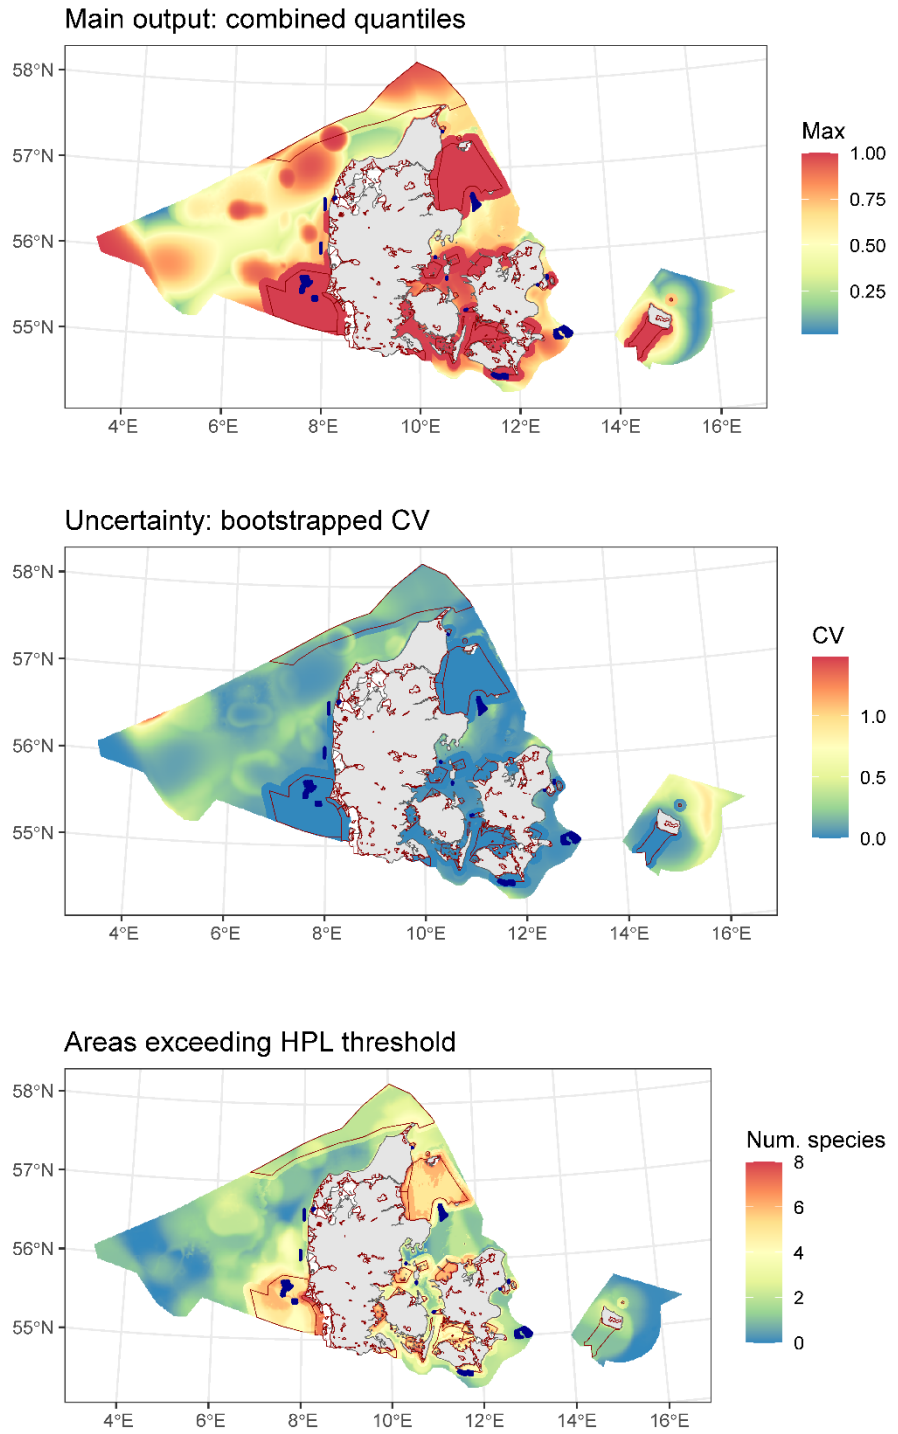 Main output: combined quantiles
58°N
57°N
56°N
55°N
4°E 6°E 8°E 10°E 12°E 14°E 16°E
Max
1.00
0.75
0.50
0.25
Uncertainty: bootstrapped CV
58°N
57°N
56°N
55°N
4°E 6°E 8°E 10°E 12°E 14°E 16°E
CV
1.0
0.5
0.0
Areas exceeding HPL threshold
58°N
57°N
56°N
55°N
4°E 6°E 8°E 10°E 12°E 14°E 16°E
Num. species
8
6
4
2
0